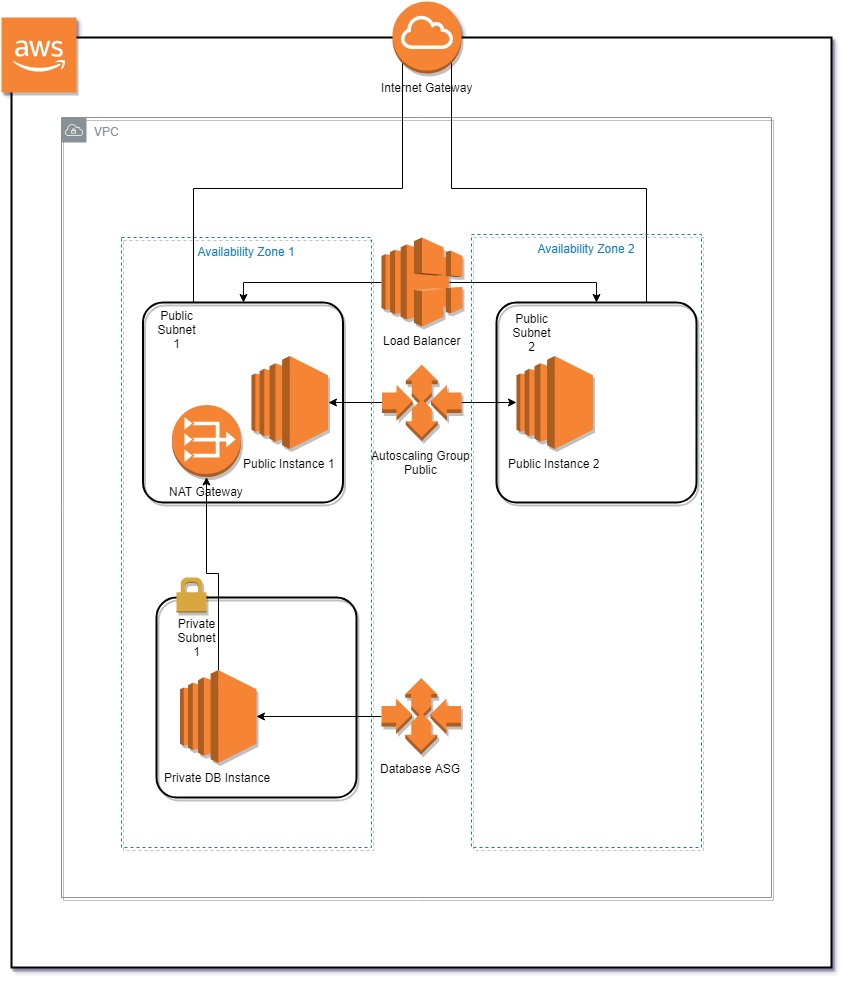 aws
Internet Gateway
VPC
Availability Zone 1
Availability Zone 2
Public
Subnet
1
Load Balancer
Public
Subnet
2
Public Instance 1
NAT Gateway
Autoscaling Group
Public
Public Instance 2
Private
Subnet
1
Private DB Instance
Database ASG